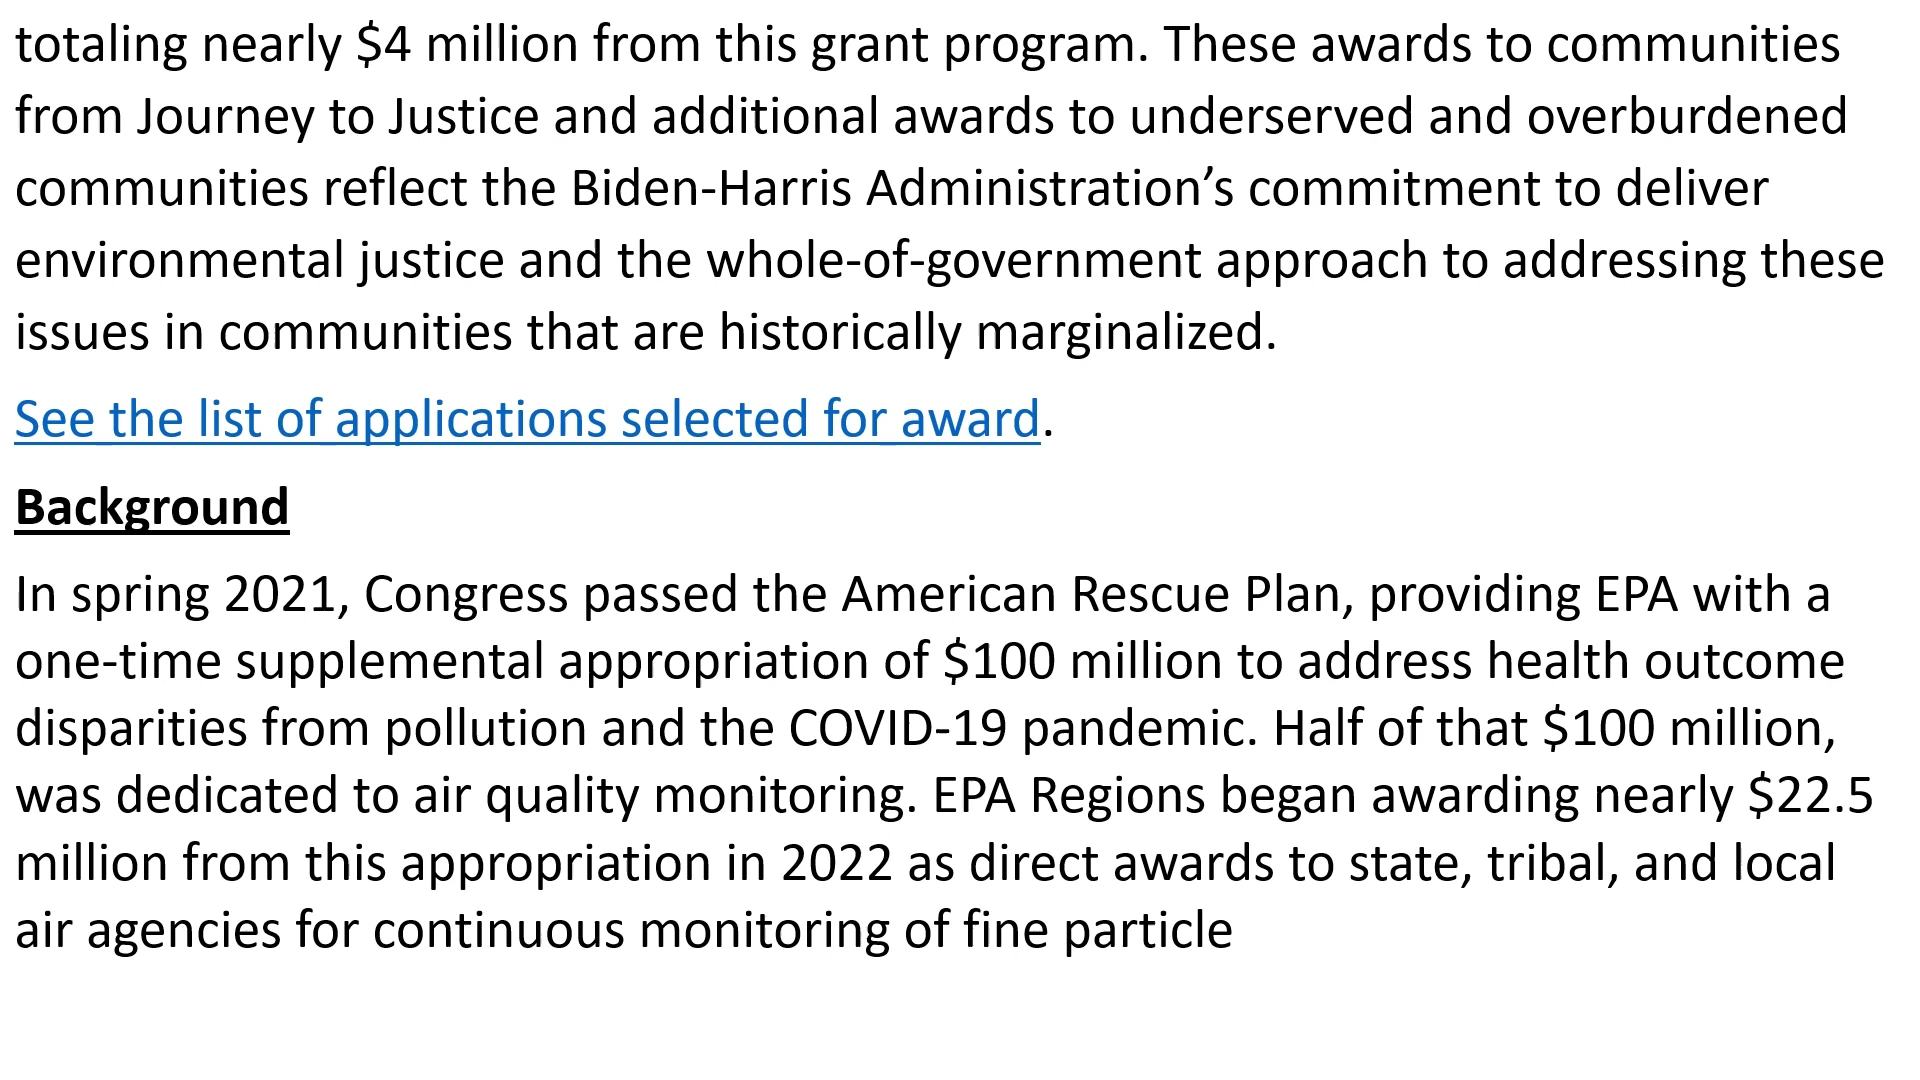 totaling nearly $4 million from this grant program. These awards to communities
from Journey to Justice and additional awards to underserved and overburdened
communities reflect the Biden-Harris Administration’s commitment to deliver
environmental justice and the whole-of-government approach to addressing these
issues in communities that are historically marginalized.
See the list of applications selected for award.
Background
In spring 2021, Congress passed the American Rescue Plan, providing EPA with a
one-time supplemental appropriation of $100 million to address health outcome
disparities from pollution and the COVID-19 pandemic. Half of that $100 million,
was dedicated to air quality monitoring. EPA Regions began awarding nearly $22.5
million from this appropriation in 2022 as direct awards to state, tribal, and local
air agencies for continuous monitoring of fine particle